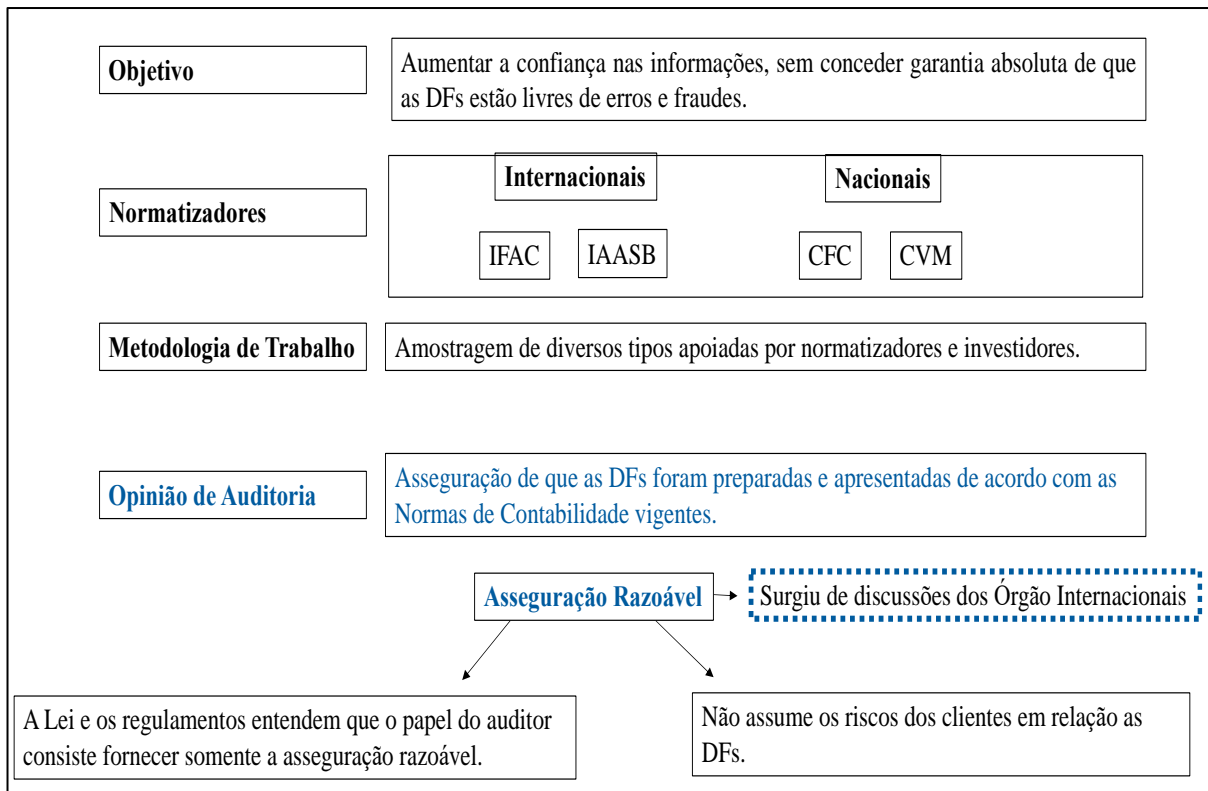 Objetivo
Aumentar a confiança nas informações, sem conceder garantia absoluta de que
as DFs estão livres de erros e fraudes.
Normatizadores
Internacionais
Nacionais
IFAC
IAASB
CFC
CVM
Metodologia de Trabalho
Amostragem de diversos tipos apoiadas por normatizadores e investidores.
Opinião de Auditoria
Asseguração de que as DFs foram preparadas e apresentadas de acordo com as
Normas de Contabilidade vigentes.
Asseguração Razoável
Surgiu de discussões dos Órgão Internacionais
A Lei e os regulamentos entendem que o papel do auditor
consiste fornecer somente a asseguração razoável.
Não assume os riscos dos clientes em relação as
DFs.